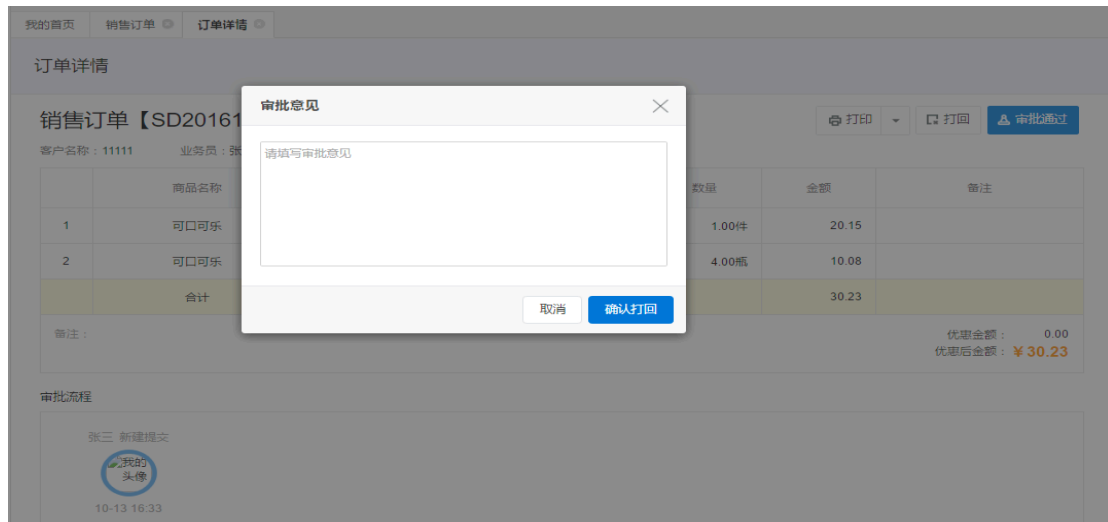 我的首页 销售订单 订单详情
订单详情
审批意见
销售订单【SD20161
打印 打回 审批通过
客户名称：11111 业务员：张
请填写审批意见
商品名称 数量 金额 备注
1 可口可乐 1.00件 20.15
2 可口可乐 4.00瓶 10.08
合计 30.23
取消 确认打回
备注：
优惠金额： 0.00
优惠后金额：￥30.23
审批流程
张三 新建提交
我的
头像
10-13 16:33